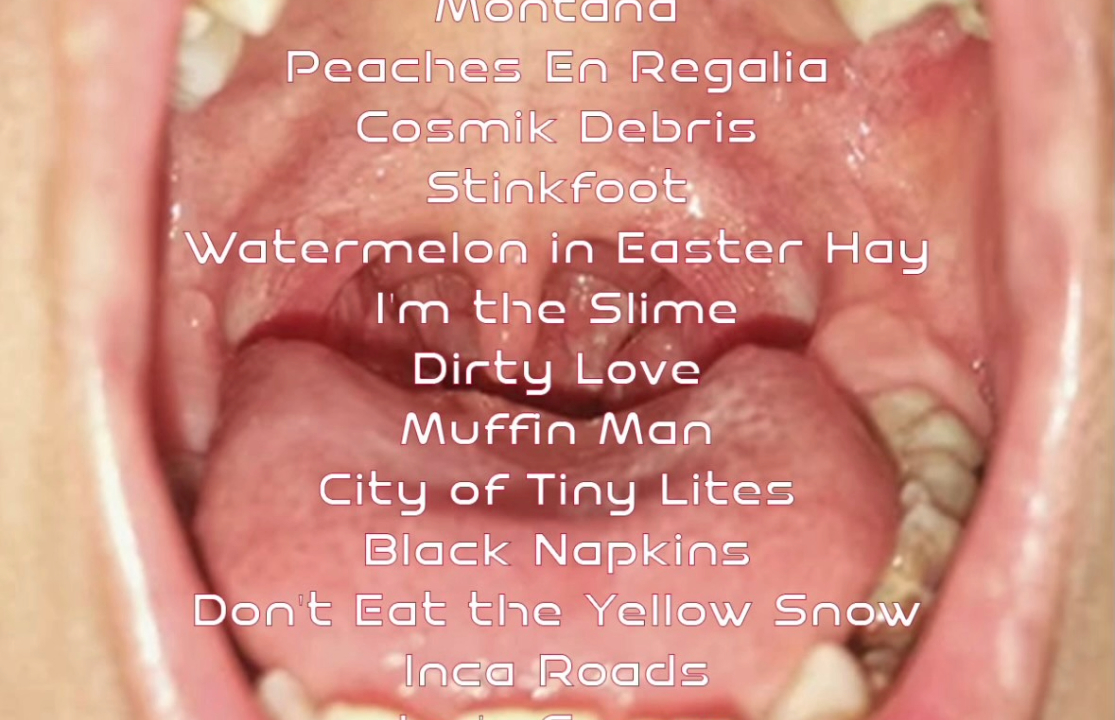 Montana
Peaches En Regalia
Cosmik Debris
Stinkfoot
Watermelon in Easter Hay
I'm the Slime
Dirty Love
Muffin Man
City of Tiny Lites
Black Napkins
Don't Eat the Yellow Snow
Inca Roads